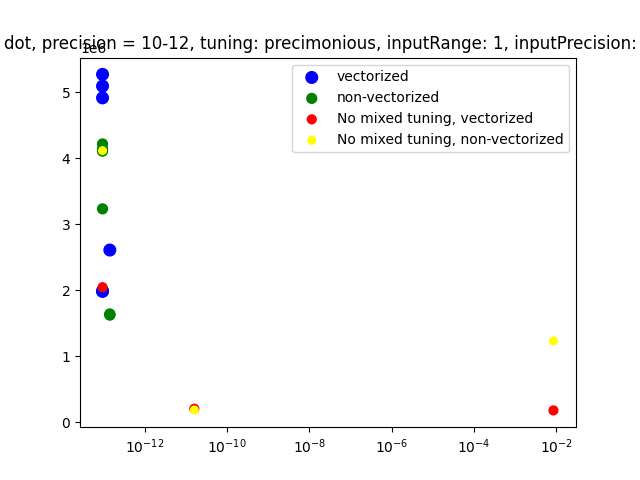 dot, precision = 10-12, tuning: precimonious, inputRange: 1, inputPrecision:
1e6
vectorized
non-vectorized
No mixed tuning, vectorized
No mixed tuning, non-vectorized
5
4
3
2
1
0
10⁻¹² 10⁻¹⁰ 10⁻⁸ 10⁻⁶ 10⁻⁴ 10⁻²